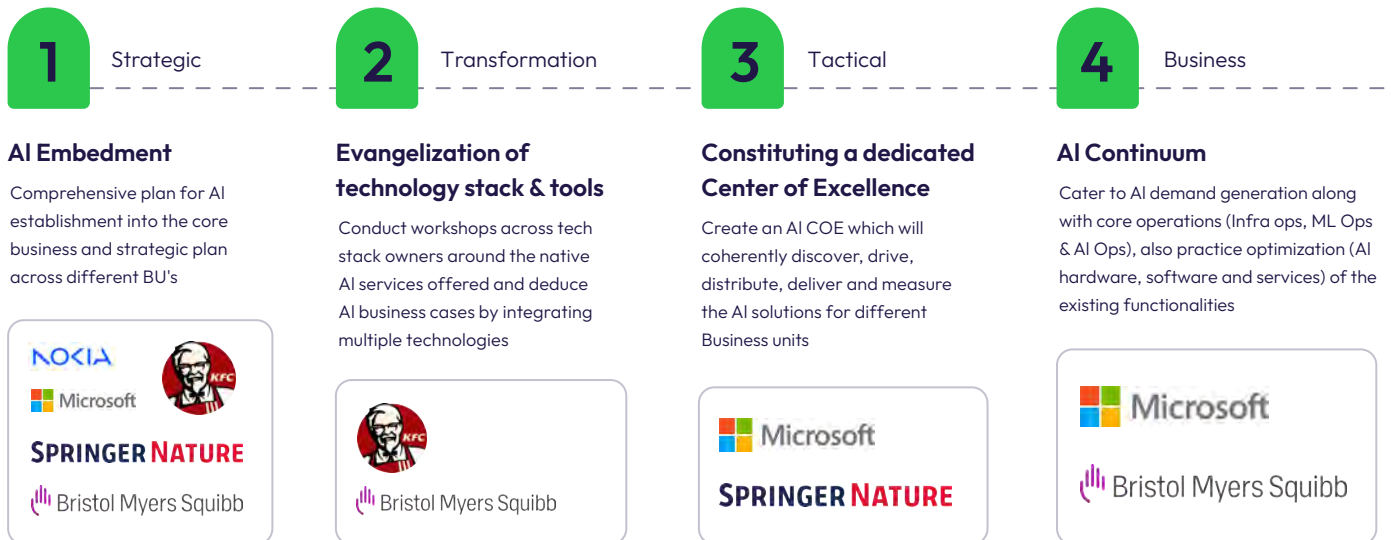 1 Strategic
AI Embedment
Comprehensive plan for AI
establishment into the core
business and strategic plan
across different BU's
NOKIA
KFC
Microsoft
SPRINGER NATURE
Bristol Myers Squibb
2 Transformation
Evangelization of
technology stack & tools
Conduct workshops across tech
stack owners around the native
AI services offered and deduce
AI business cases by integrating
multiple technologies
KFC
Bristol Myers Squibb
3 Tactical
Constituting a dedicated
Center of Excellence
Create an AI COE which will
coherently discover, drive,
distribute, deliver and measure
the AI solutions for different
Business units
Microsoft
SPRINGER NATURE
4 Business
AI Continuum
Cater to AI demand generation along
with core operations (Infra ops, ML Ops
& AI Ops), also practice optimization (AI
hardware, software and services) of the
existing functionalities
Microsoft
Bristol Myers Squibb